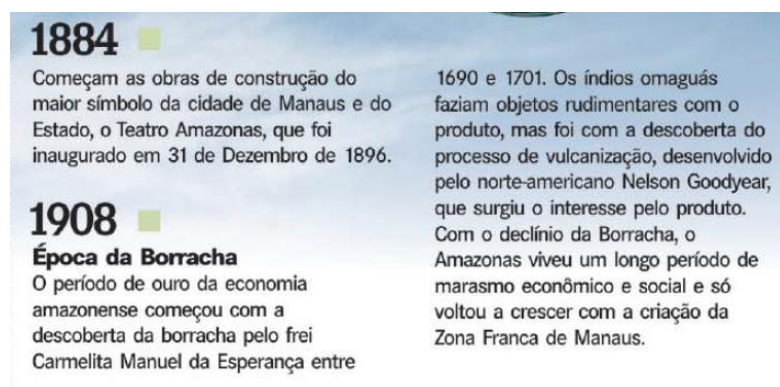 1884
Começam as obras de construção do
maior símbolo da cidade de Manaus e do
Estado, o Teatro Amazonas, que foi
inaugurado em 31 de Dezembro de 1896.
1908
Época da Borracha
O período de ouro da economia
amazonense começou com a
descoberta da borracha pelo frei
Carmelita Manuel da Esperança entre
1690 e 1701. Os índios omaguás
faziam objetos rudimentares com o
produto, mas foi com a descoberta do
processo de vulcanização, desenvolvido
pelo norte-americano Nelson Goodyear,
que surgiu o interesse pelo produto.
Com o declínio da Borracha, o
Amazonas viveu um longo período de
marasmo econômico e social e só
voltou a crescer com a criação da
Zona Franca de Manaus.